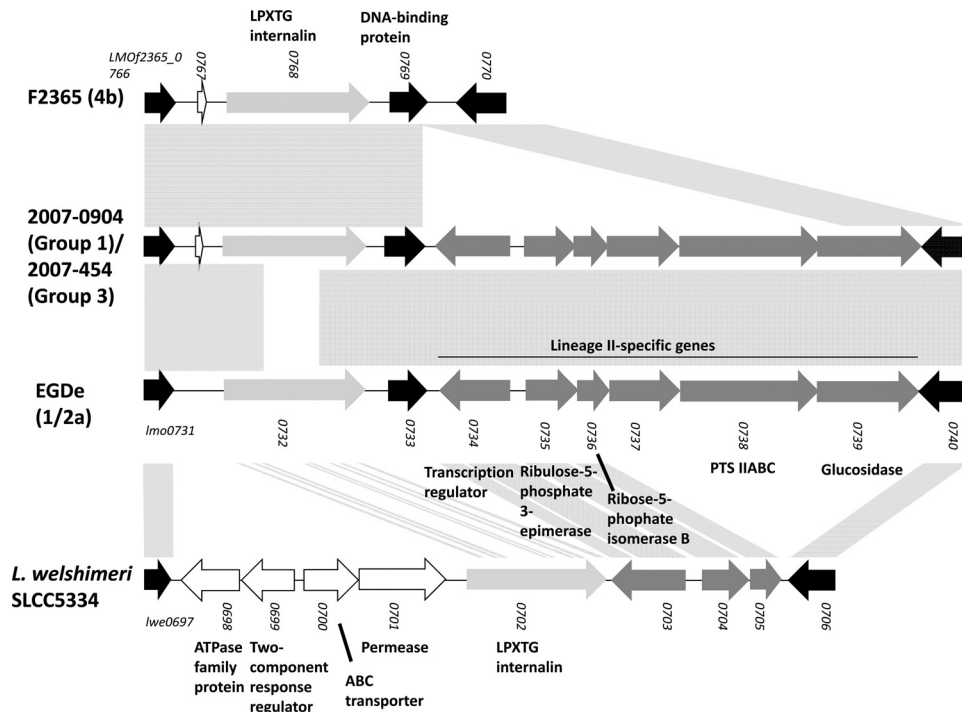 LPXTG
internalin
DNA-binding
protein
LMOf2365_0
766
0767
0768
0769
0770
F2365 (4b)
2007-0904
(Group 1)/
2007-454
(Group 3)
Lineage II-specific genes
EGDe
(1/2a)
lmo0731
0732
0733
0734
0735
0736
0737
0738
0739
0740
Transcription
regulator
Ribulose-5-
phosphate
3-
epimerase
Ribose-5-
phophate
isomerase B
PTS IIABC
Glucosidase
L. welshimeri
SLCC5334
lwe0697
0698
0699
0700
0701
0702
0703
0704
0705
0706
ATPase
family
protein
Two-
component
response
regulator
ABC
transporter
Permease
LPXTG
internalin